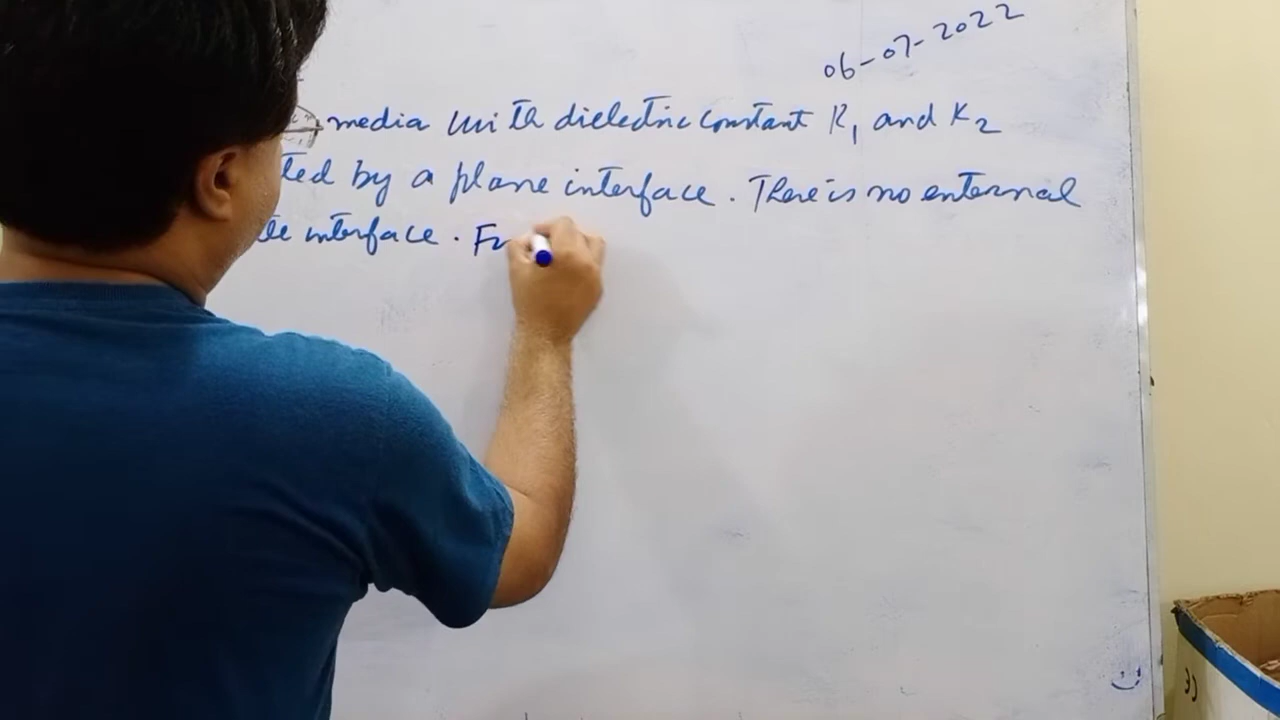 06-07-2022
media with dielectric constant K1 and K2
ted by a plane interface. There is no external
interface.